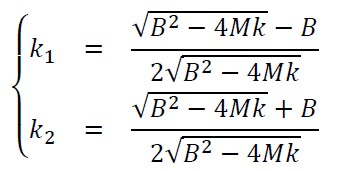 k₁ = (√(B² − 4Mk) − B) / (2√(B² − 4Mk))
k₂ = (√(B² − 4Mk) + B) / (2√(B² − 4Mk))